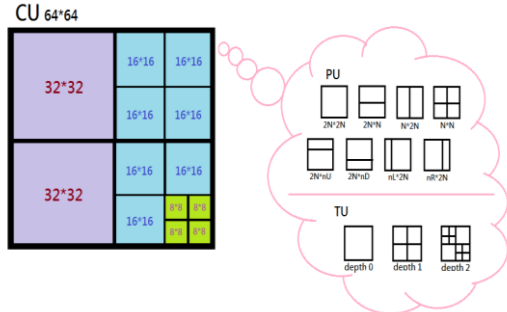 CU 64*64
32*32
16*16 16*16
16*16 16*16
32*32
16*16 16*16
16*16 8*8 8*8
8*8 8*8
PU
2N*2N 2N*N N*2N N*N
2N*nU 2N*nD nL*2N nR*2N
TU
depth 0 depth 1 depth 2